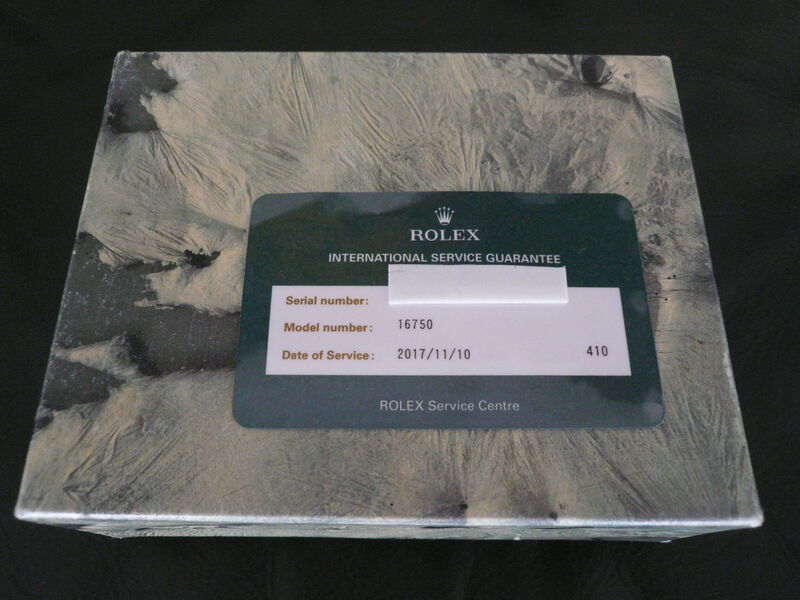 ROLEX
INTERNATIONAL SERVICE GUARANTEE
Serial number:
Model number: 16750
Date of Service: 2017/11/10 410
ROLEX Service Centre